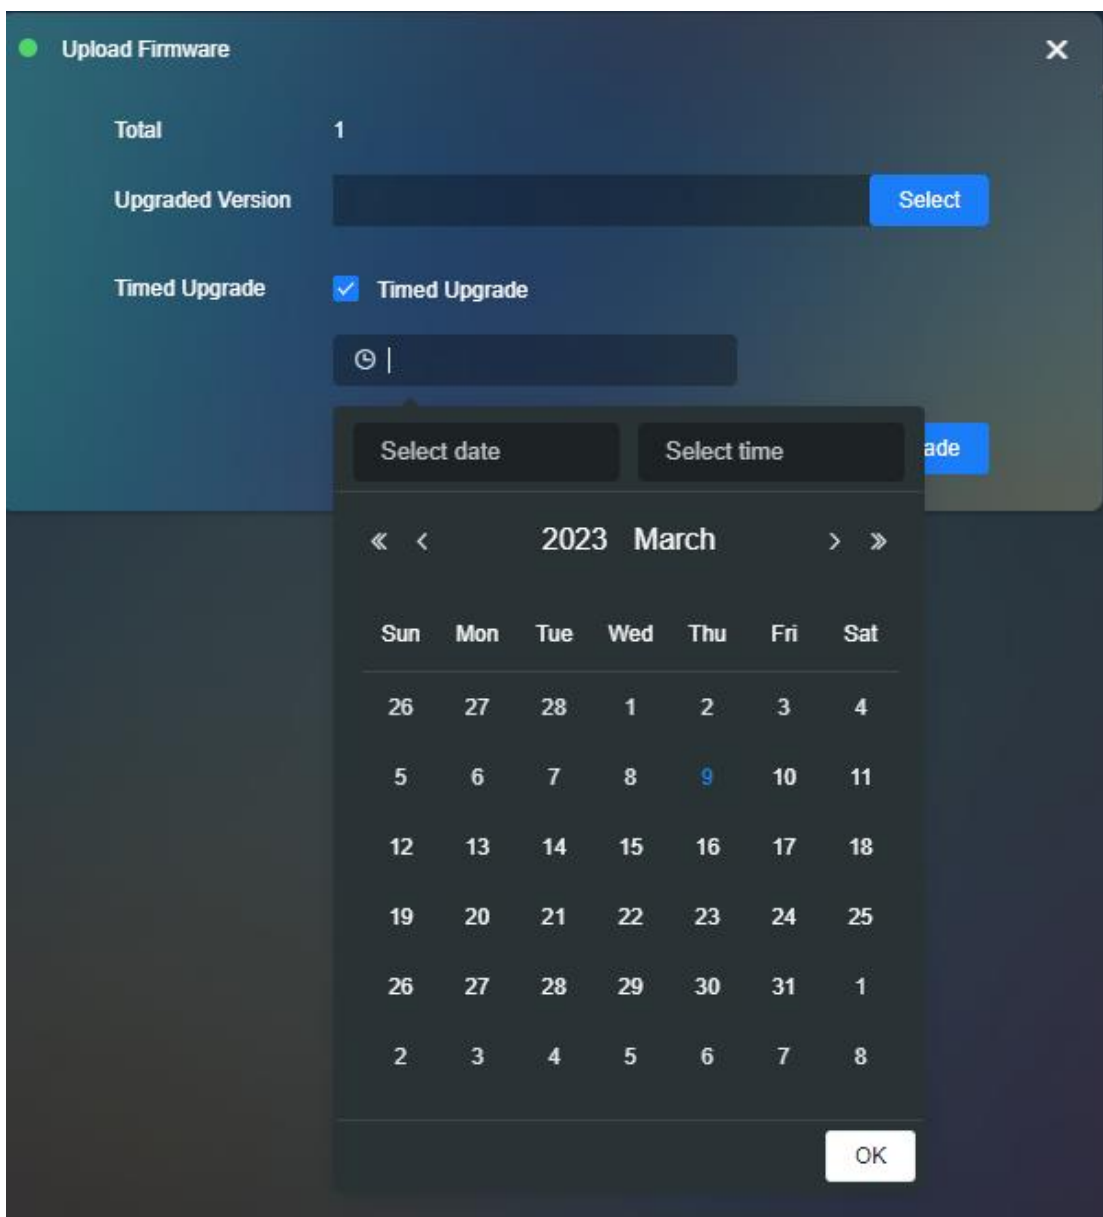 Upload Firmware
Total 1
Upgraded Version Select
Timed Upgrade Timed Upgrade
Select date Select time ade
2023 March
Sun Mon Tue Wed Thu Fri Sat
26 27 28 1 2 3 4
5 6 7 8 9 10 11
12 13 14 15 16 17 18
19 20 21 22 23 24 25
26 27 28 29 30 31 1
2 3 4 5 6 7 8
OK